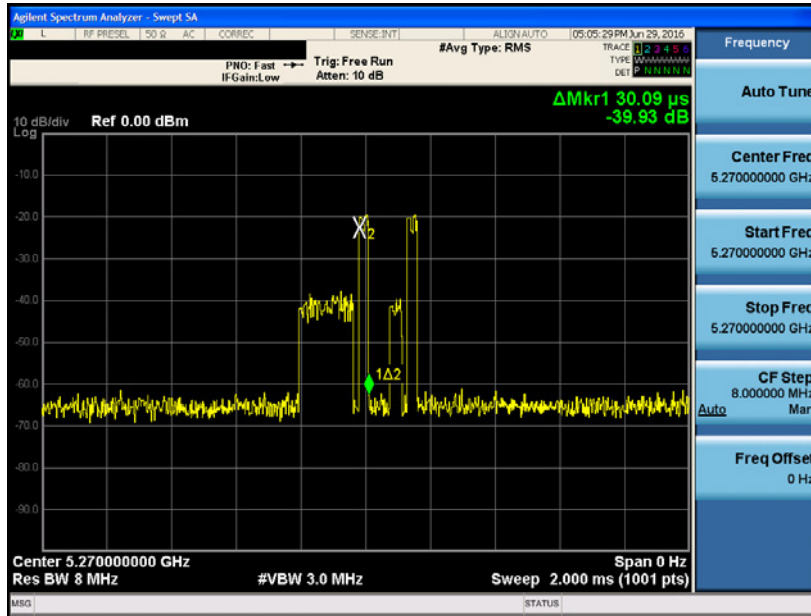 Agilent Spectrum Analyzer - Swept SA
LXI L RF PRESEL 50 Ω AC CORREC SENSE:INT ALIGN AUTO 05:05:29 PM Jun 29, 2016
#Avg Type: RMS
TRACE 1 2 3 4 5 6
TYPE WWWWWW
DET P N N N N N
PNO: Fast
IFGain:Low
Trig: Free Run
Atten: 10 dB
Frequency
ΔMkr1 30.09 µs
-39.93 dB
10 dB/div Ref 0.00 dBm
Log
-10.0
-20.0
-30.0
-40.0
-50.0
-60.0
-70.0
-80.0
-90.0
X2
1Δ2
Center 5.270000000 GHz
Span 0 Hz
Res BW 8 MHz
#VBW 3.0 MHz
Sweep 2.000 ms (1001 pts)
MSG
STATUS
Auto Tune
Center Freq
5.270000000 GHz
Start Freq
5.270000000 GHz
Stop Freq
5.270000000 GHz
CF Step
8.000000 MHz
Auto Man
Freq Offset
0 Hz